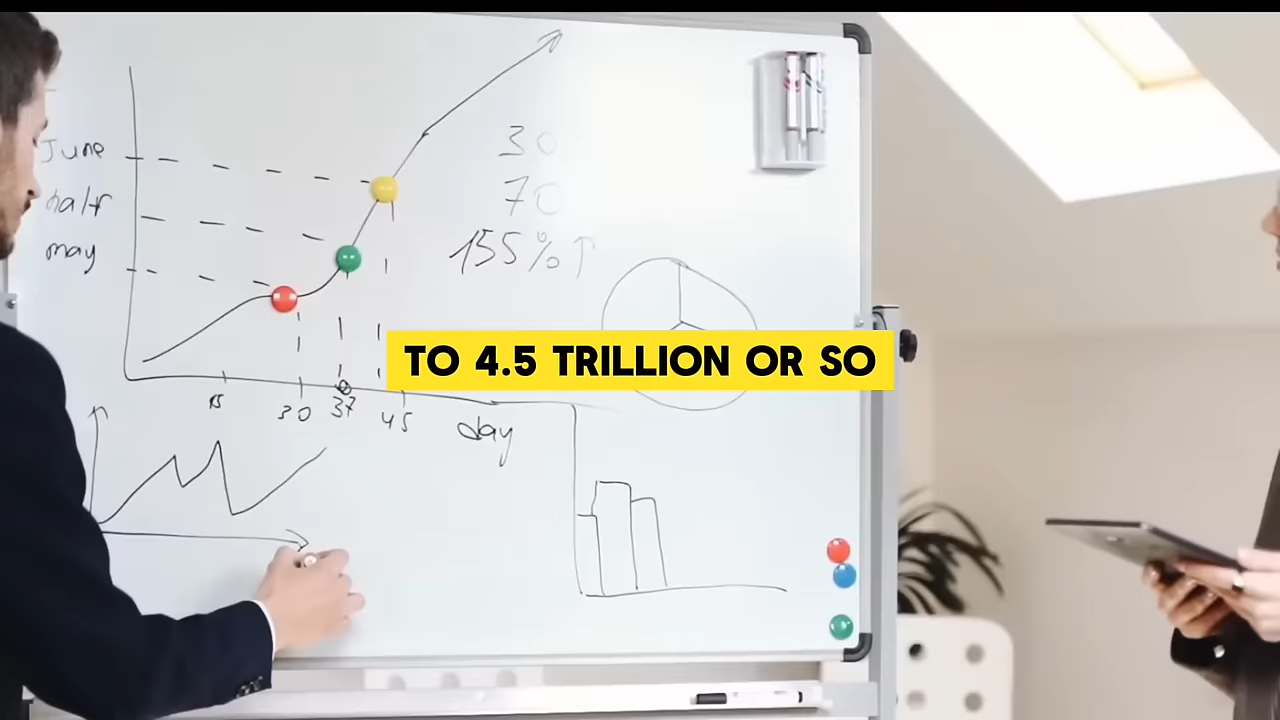 June
half
may
30
70
155% ↑
TO 4.5 TRILLION OR SO
15 30 37 45 day